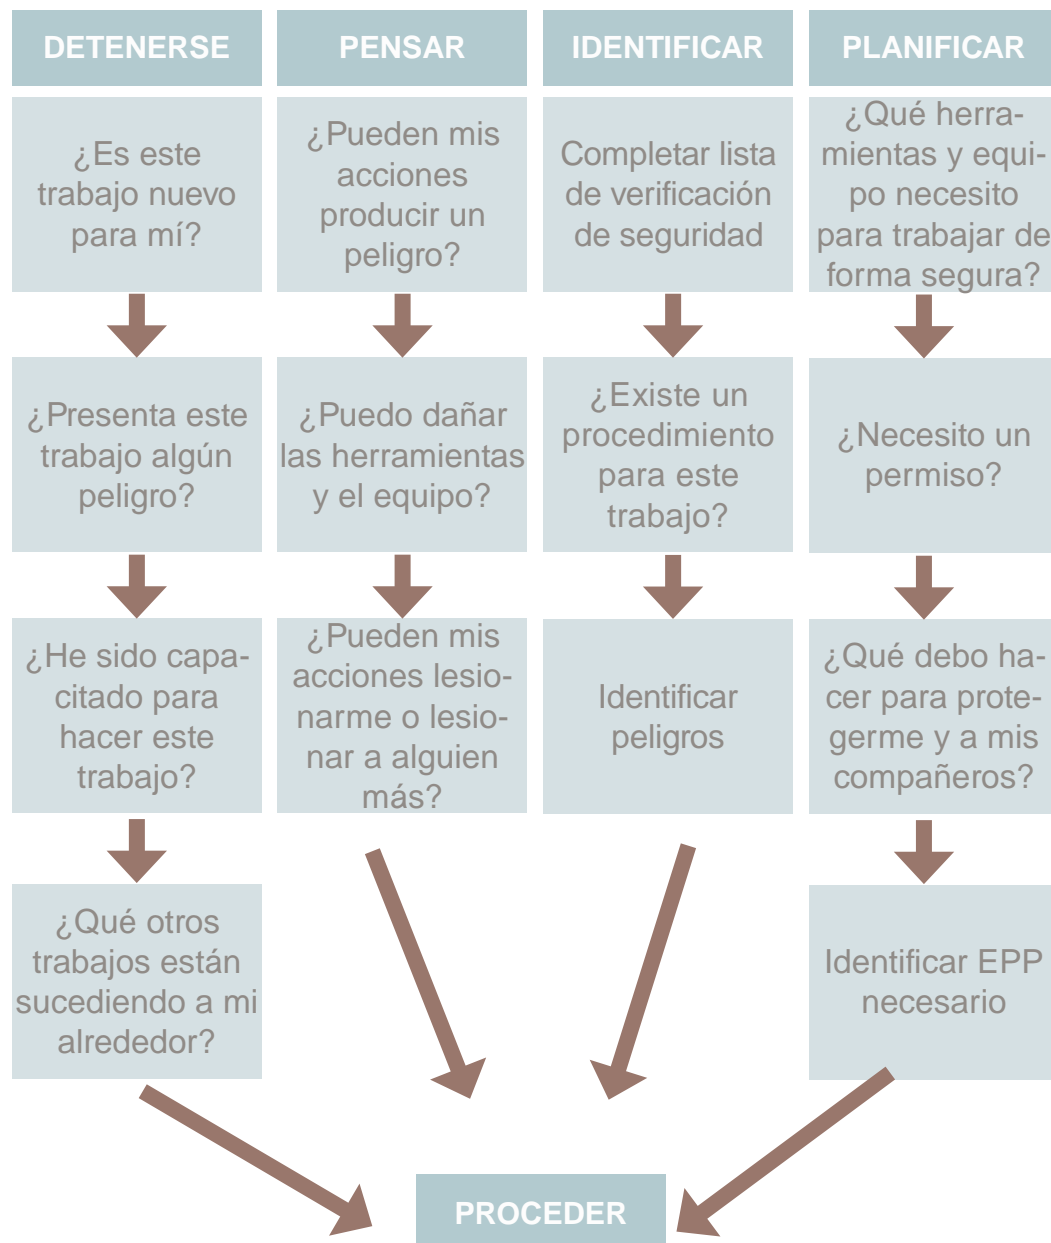 DETENERSE
¿Es este
trabajo nuevo
para mí?
¿Presenta este
trabajo algún
peligro?
¿He sido capa-
citado para
hacer este
trabajo?
¿Qué otros
trabajos están
sucediendo a mi
alrededor?
PENSAR
¿Pueden mis
acciones
producir un
peligro?
¿Puedo dañar
las herramientas
y el equipo?
¿Pueden mis
acciones lesio-
narme o lesio-
nar a alguien
más?
IDENTIFICAR
Completar lista
de verificación
de seguridad
¿Existe un
procedimiento
para este
trabajo?
Identificar
peligros
PLANIFICAR
¿Qué herra-
mientas y equi-
po necesito
para trabajar de
forma segura?
¿Necesito un
permiso?
¿Qué debo ha-
cer para prote-
germe y a mis
compañeros?
Identificar EPP
necesario
PROCEDER